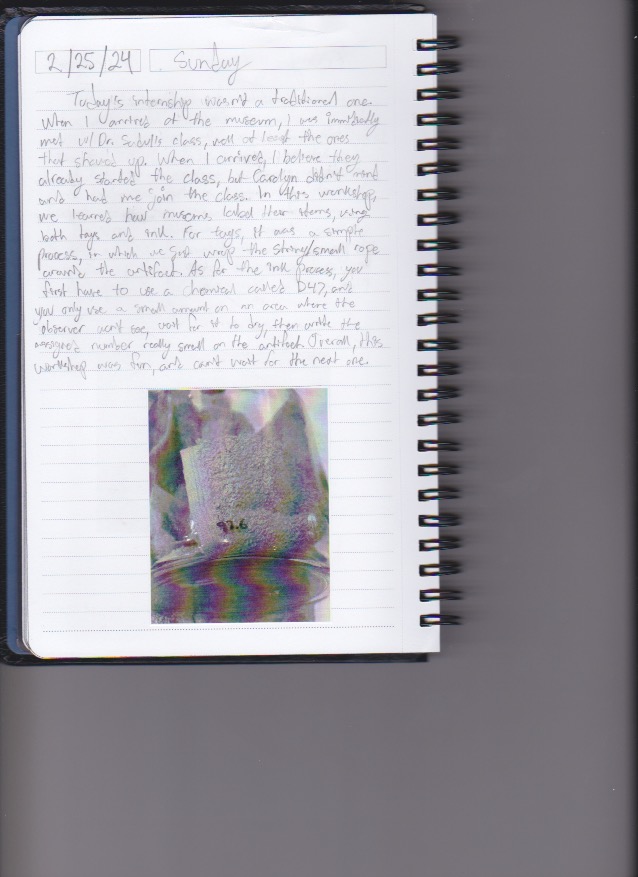 2/25/24 Sunday
Today's internship wasn't a traditional one.
When I arrived at the museum, I was immediately
met w/ Dr. class, well at least the ones
that showed up. When I arrived, I believe they
already started the class, but Carolyn didn't mind
and had me join the class. In this workshop,
we learned how museums label their items, using
both tags and ink. For tags, it was a simple
process, in which we just wrap the string/small rope
around the artifact. As for the ink process, you
first have to use a chemical called and
you only use a small amount on an area where the
observer won't see, wait for it to dry, then write the
assigned number really small on the artifact. Overall, this
workshop was fun, and can't wait for the next one.
97.6